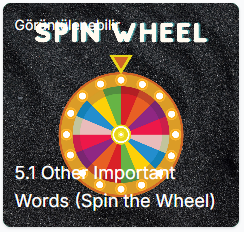 Görüntülenebilir
SPIN WHEEL
5.1 Other Important
Words (Spin the Wheel)